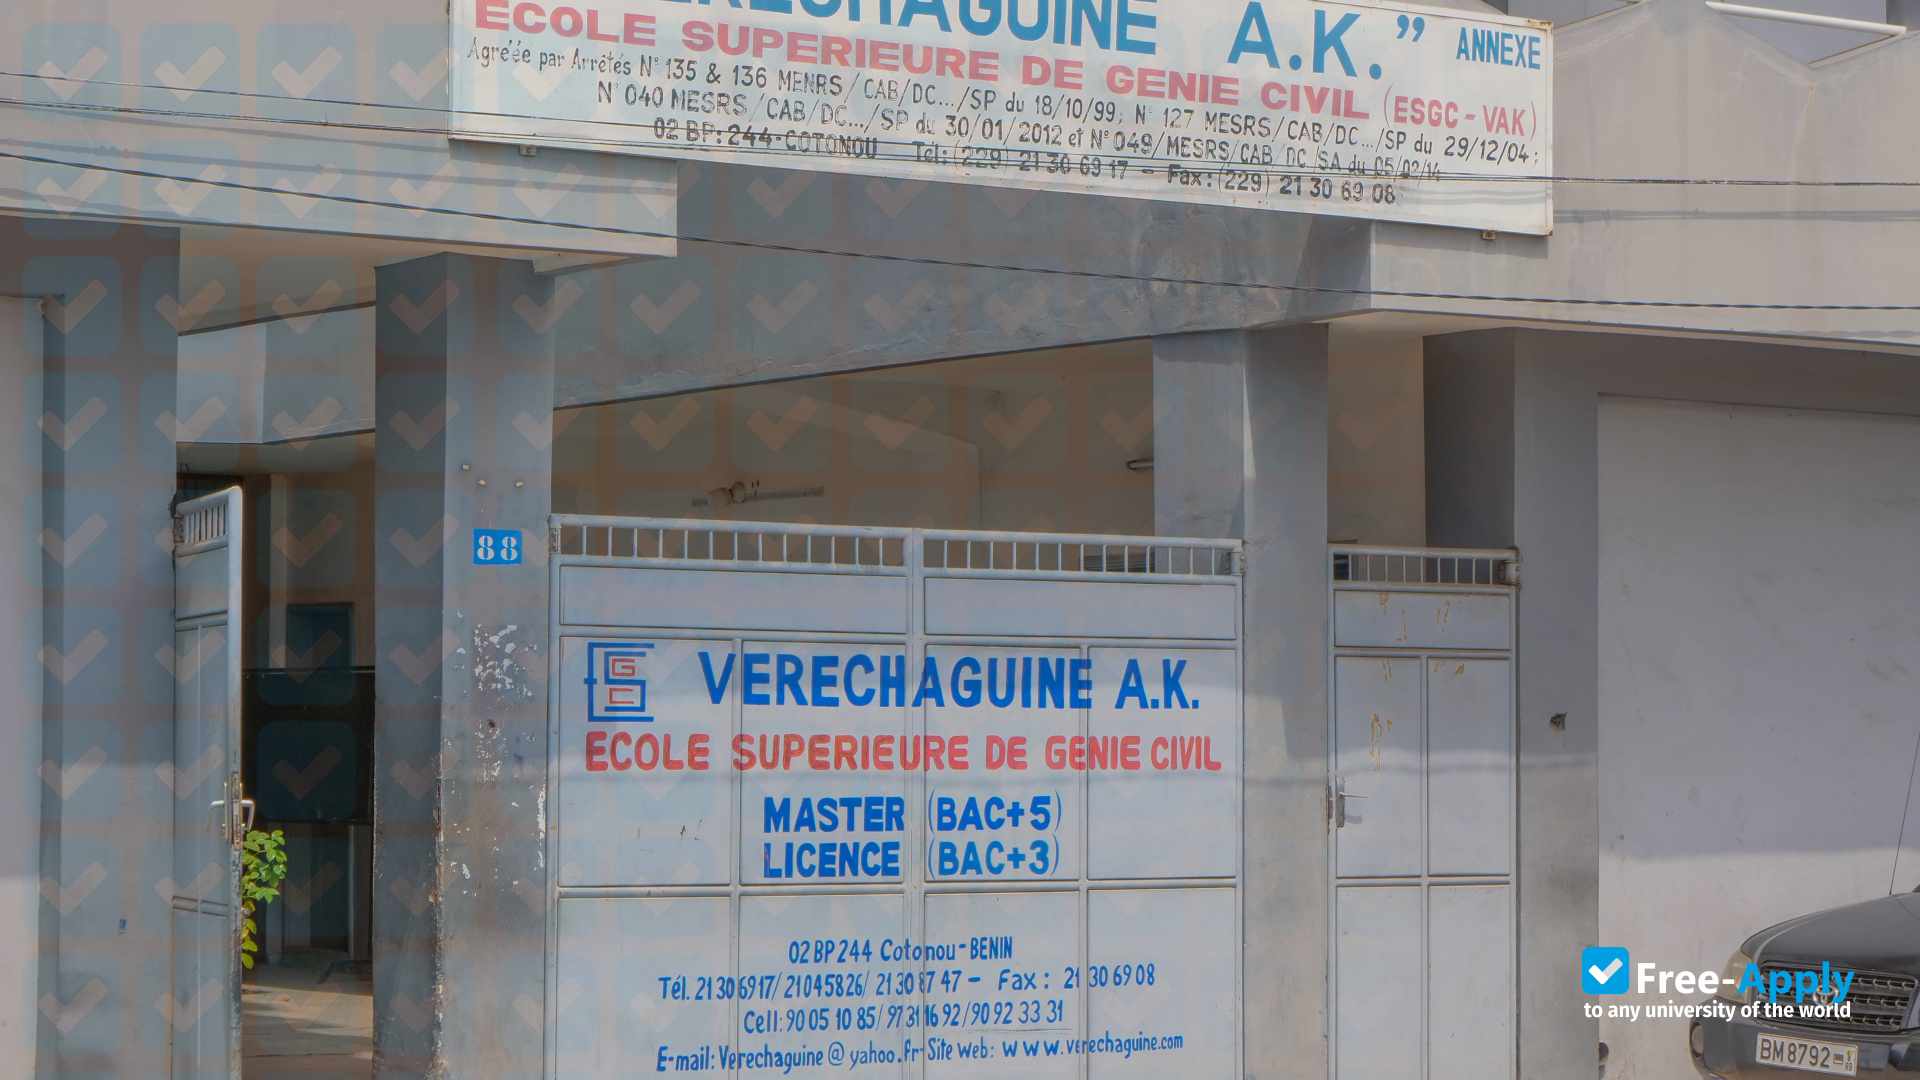 VERECHAGUINE A.K. ” ANNEXE
ECOLE SUPERIEURE DE GENIE CIVIL (ESGC-VAK)
Agréée par Arrêtés N° 135 & 136 MENRS/CAB/DC.../SP du 18/10/99; N° 127 MESRS/CAB/DC.../SP du 29/12/04;
N° 040 MESRS/CAB/DC.../SP du 30/01/2012 et N° 049/MESRS/CAB/DC/SA du 05/02/14
02 BP: 244-COTONOU Tél: (229) 21 30 69 17 - Fax: (229) 21 30 69 08
88
ESGC
VERECHAGUINE A.K.
ECOLE SUPERIEURE DE GENIE CIVIL
MASTER (BAC+5)
LICENCE (BAC+3)
02 BP 244 Cotonou-BENIN
Tél. 21 30 69 17/ 21 04 58 26/ 21 30 87 47 - Fax: 21 30 69 08
Cell: 90 05 10 85/ 97 31 16 92/ 90 92 33 31
E-mail: Verechaguine@yahoo.fr-Site Web: www.verechaguine.com
Free-Apply
to any university of the world
BM 8792